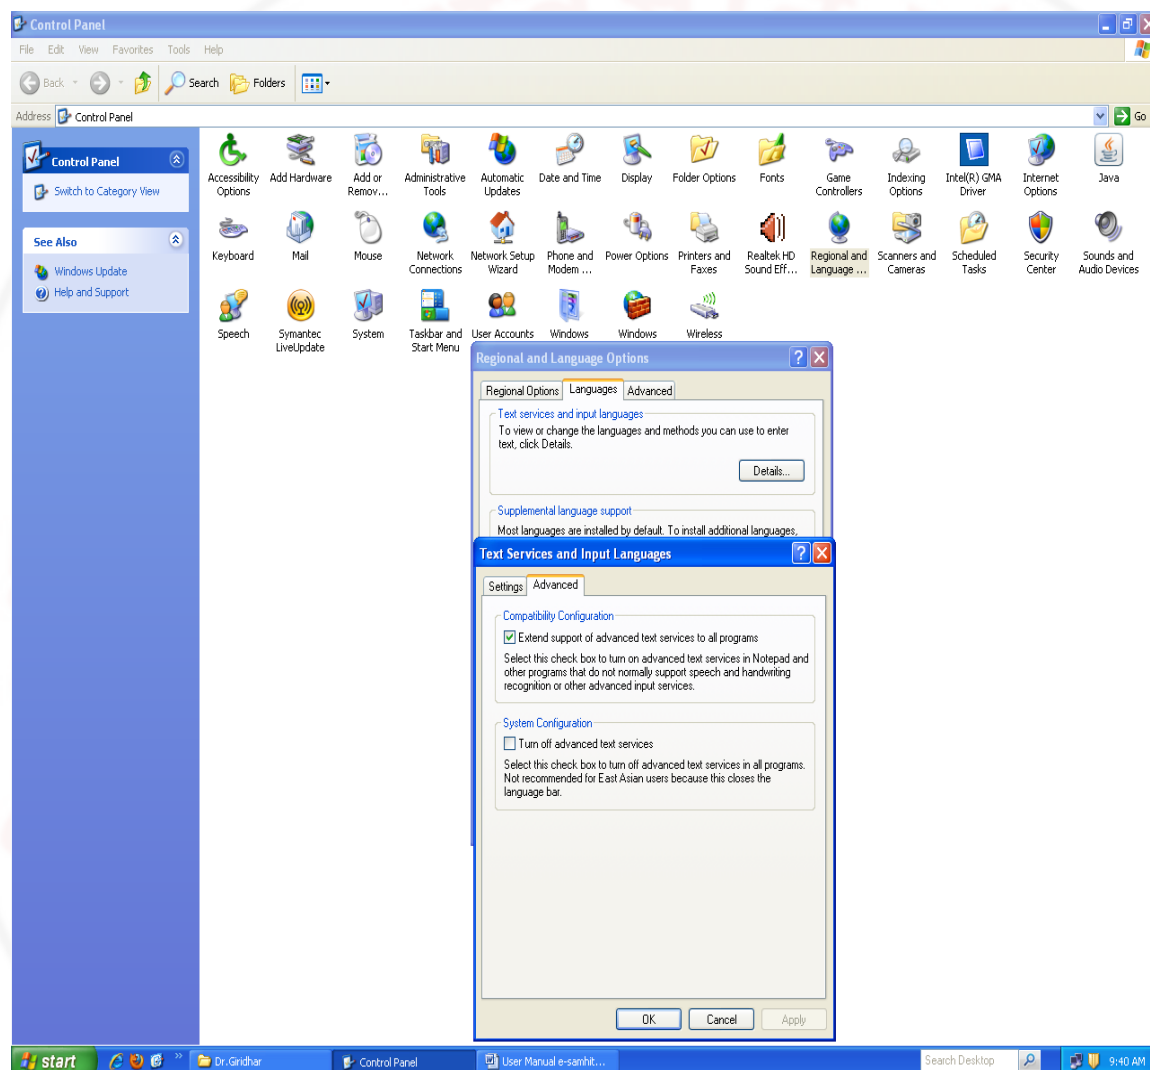 Control Panel
File Edit View Favorites Tools Help
Back Search Folders
Address Control Panel Go
Control Panel
Switch to Category View
See Also
Windows Update
Help and Support
Accessibility Options
Add Hardware
Add or Remov...
Administrative Tools
Automatic Updates
Date and Time
Display
Folder Options
Fonts
Game Controllers
Indexing Options
Intel(R) GMA Driver
Internet Options
Java
Keyboard
Mail
Mouse
Network Connections
Network Setup Wizard
Phone and Modem ...
Power Options
Printers and Faxes
Realtek HD Sound Eff...
Regional and Language ...
Scanners and Cameras
Scheduled Tasks
Security Center
Sounds and Audio Devices
Speech
Symantec LiveUpdate
System
Taskbar and Start Menu
User Accounts
Windows
Windows
Wireless
Regional and Language Options
Regional Options Languages Advanced
Text services and input languages
To view or change the languages and methods you can use to enter
text, click Details.
Details...
Supplemental language support
Most languages are installed by default. To install additional languages,
Text Services and Input Languages
Settings Advanced
Compatibility Configuration
Extend support of advanced text services to all programs
Select this check box to turn on advanced text services in Notepad and
other programs that do not normally support speech and handwriting
recognition or other advanced input services.
System Configuration
Turn off advanced text services
Select this check box to turn off advanced text services in all programs.
Not recommended for East Asian users because this closes the
language bar.
OK Cancel Apply
start Dr.Giridhar Control Panel User Manual e-samhit... Search Desktop 9:40 AM